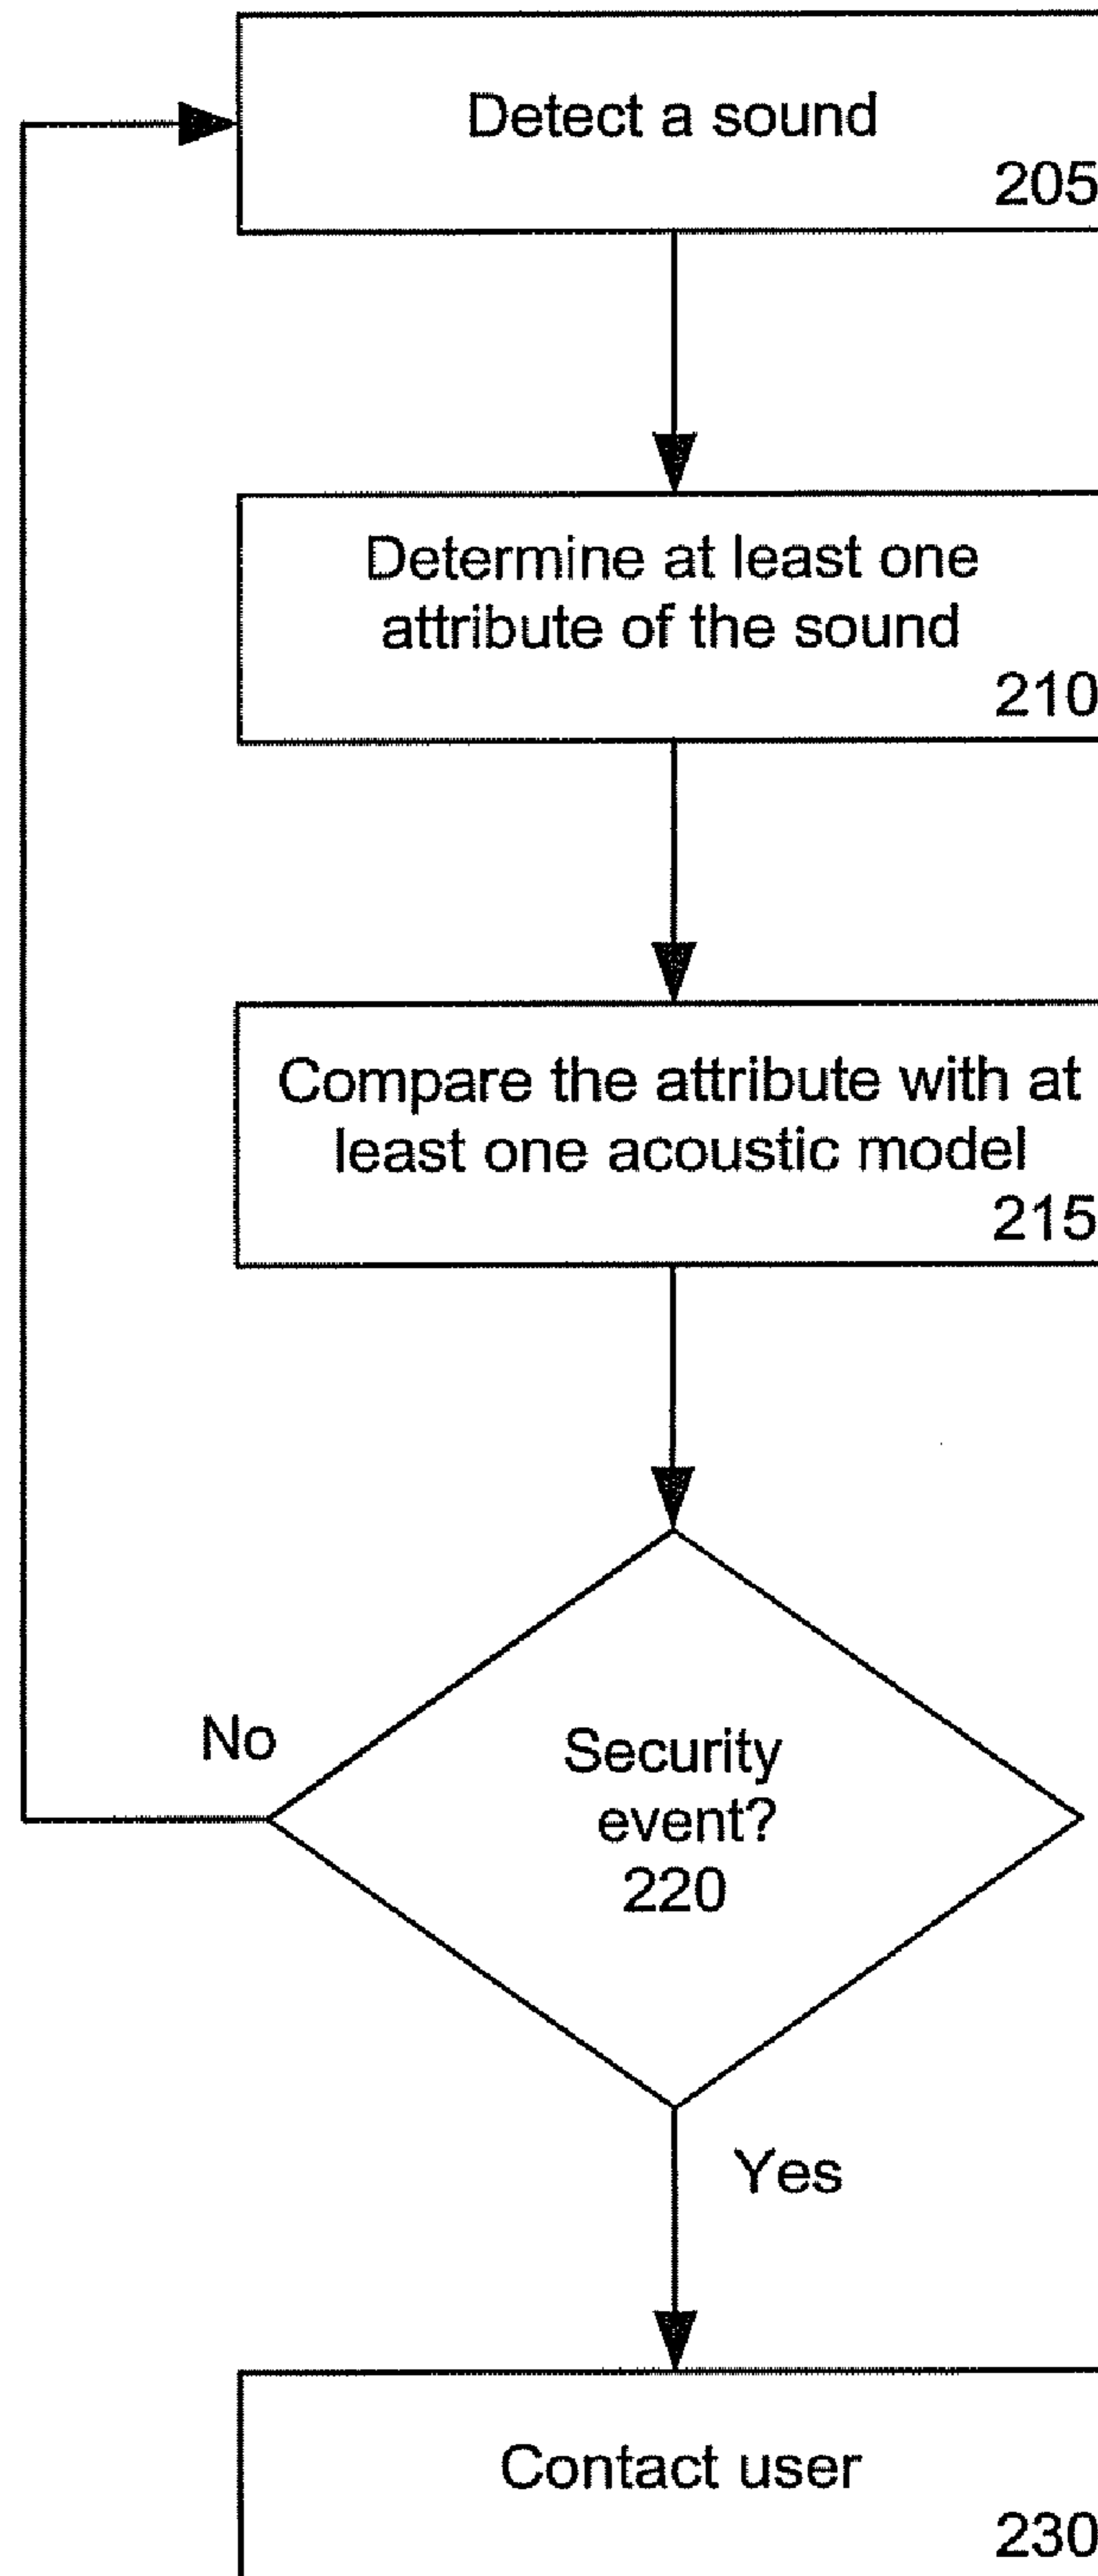 Detect a sound
205
Determine at least one
attribute of the sound
210
Compare the attribute with at
least one acoustic model
215
No
Security
event?
220
Yes
Contact user
230